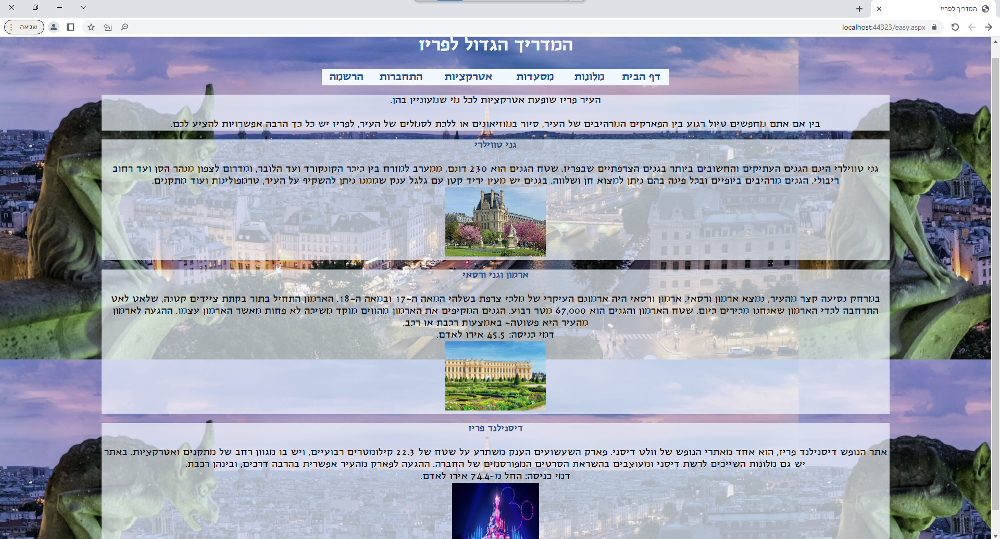 המדריך לפריז
localhost:44323/easy.aspx
שגיאה
המדריך הגדול לפריז
דף הבית מלונות מסעדות אטרקציות התחברות הרשמה
העיר פריז שופעת אטרקציות לכל מי שמעוניין בהן.
בין אם אתם מחפשים טיול רגוע בין הפארקים המרהיבים של העיר, סיור במוזיאונים או ללכת לסמלים של העיר, לפריז יש כל כך הרבה אפשרויות להציע לכם.
גני טווילרי
גני טווילרי הינם הגנים העתיקים והחשובים ביותר בגנים הצרפתיים שבפריז. שטח הגנים הוא 230 דונם, ממערב למזרח בין כיכר הקונקורד ועד הלובר, ומדרום לצפון מנהר הסן ועד רחוב
ריבולי. הגנים מרהיבים ביופיים ובכל פינה בהם ניתן למצוא חן ושלווה. בגנים יש מעין יריד קטן עם גלגל ענק שממנו ניתן להשקיף על העיר, טרמפולינות ועוד מתקנים.
ארמון וגני ורסאי
במרחק נסיעה קצר מהעיר, נמצא ארמון ורסאי. ארמון ורסאי היה ארמונם העיקרי של מלכי צרפת בשלהי המאה ה-17 ובמאה ה-18. הארמון התחיל בתור בקתת ציידים קטנה, שלאט לאט
התרחבה לכדי הארמון שאנחנו מכירים כיום. שטח הארמון והגנים הוא 67,000 מטר רבוע. הגנים המקיפים את הארמון מהווים מוקד משיכה לא פחות מאשר הארמון עצמו. ההגעה לארמון
מהעיר היא פשוטה- באמצעות רכבת או רכב.
דמי כניסה: 45.5 אירו לאדם.
דיסנילנד פריז
אתר הנופש דיסנילנד פריז, הוא אחד מאתרי הנופש של וולט דיסני. פארק השעשועים הענק משתרע על שטח של 22.3 קילומטרים רבועיים, ויש בו מגוון רחב של מתקנים ואטרקציות. באתר
יש גם מלונות השייכים לרשת דיסני ומעוצבים בהשראת הסרטים המפורסמים של החברה. ההגעה לפארק מהעיר אפשרית בהרבה דרכים, ובינהן רכבת.
דמי כניסה: החל מ-74.4 אירו לאדם.